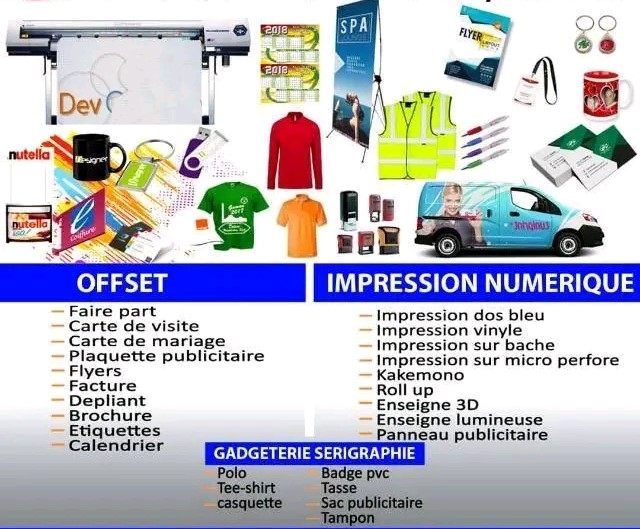 2018
2018
SPA
FLYER
Dev
nutella
Designer
nutella
Coiffure
OFFSET
Faire part
Carte de visite
Carte de mariage
Plaquette publicitaire
Flyers
Facture
Depliant
Brochure
Etiquettes
Calendrier
IMPRESSION NUMERIQUE
Impression dos bleu
Impression vinyle
Impression sur bache
Impression sur micro perfore
Kakemono
Roll up
Enseigne 3D
Enseigne lumineuse
Panneau publicitaire
GADGETERIE SERIGRAPHIE
Polo
Tee-shirt
casquette
Badge pvc
Tasse
Sac publicitaire
Tampon